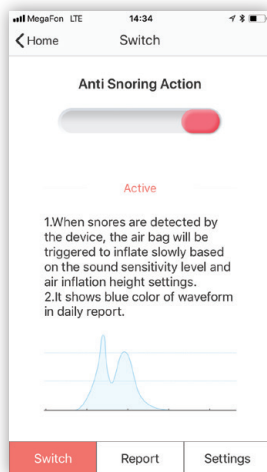 MegaFon LTE 14:34
Home Switch
Anti Snoring Action
Active
1.When snores are detected by
the device, the air bag will be
triggered to inflate slowly based
on the sound sensitivity level and
air inflation height settings.
2.It shows blue color of waveform
in daily report.
Switch Report Settings